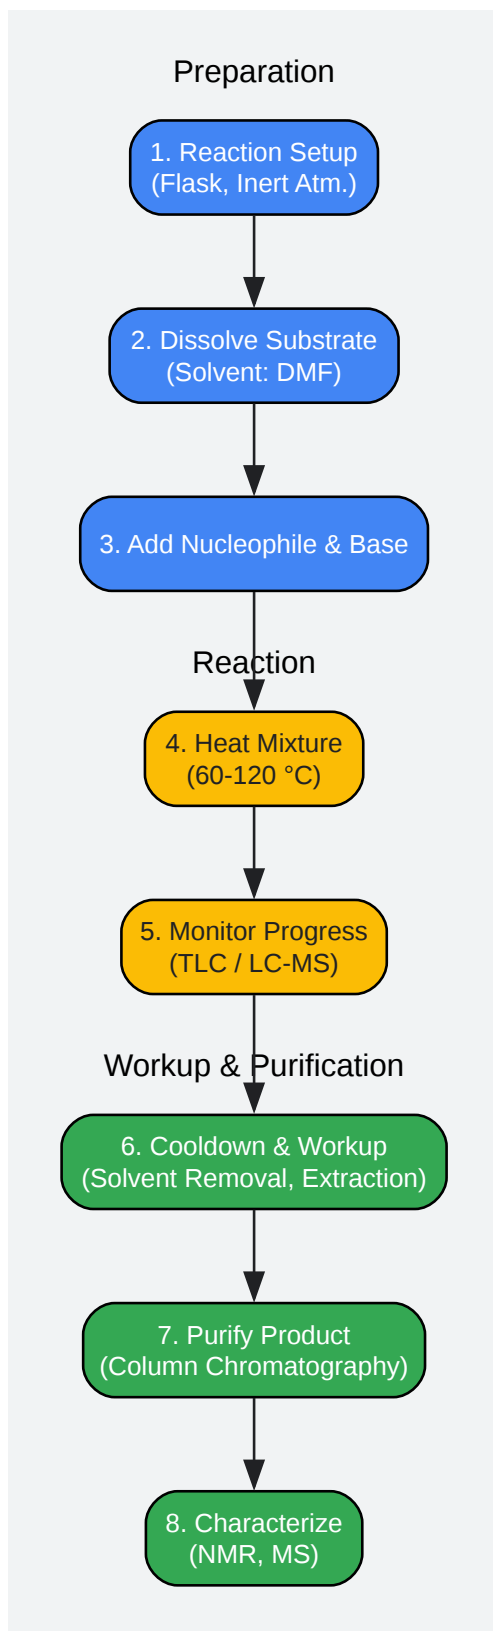 Preparation
1. Reaction Setup
(Flask, Inert Atm.)
2. Dissolve Substrate
(Solvent: DMF)
3. Add Nucleophile & Base
Reaction
4. Heat Mixture
(60-120 °C)
5. Monitor Progress
(TLC / LC-MS)
Workup & Purification
6. Cooldown & Workup
(Solvent Removal, Extraction)
7. Purify Product
(Column Chromatography)
8. Characterize
(NMR, MS)